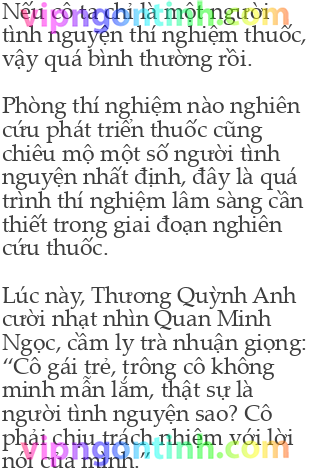 Nếu cô ta chỉ là một người
vipngontinh.com
tình nguyện thí nghiệm thuốc,
vậy quá bình thường rồi.
Phòng thí nghiệm nào nghiên
cứu phát triển thuốc cũng
chiêu mộ một số người tình
nguyện nhất định, đây là quá
trình thí nghiệm lâm sàng cần
thiết trong giai đoạn nghiên
cứu thuốc.
Lúc này, Thương Quỳnh Anh
cười nhạt nhìn Quan Minh
Ngọc, cầm ly trà nhuận giọng:
“Cô gái trẻ, trông cô không
minh mẫn lắm, thật sự là
người tình nguyện sao? Cô
phải chịu trách nhiệm với lời
vipngontinh.com
nói của mình.”